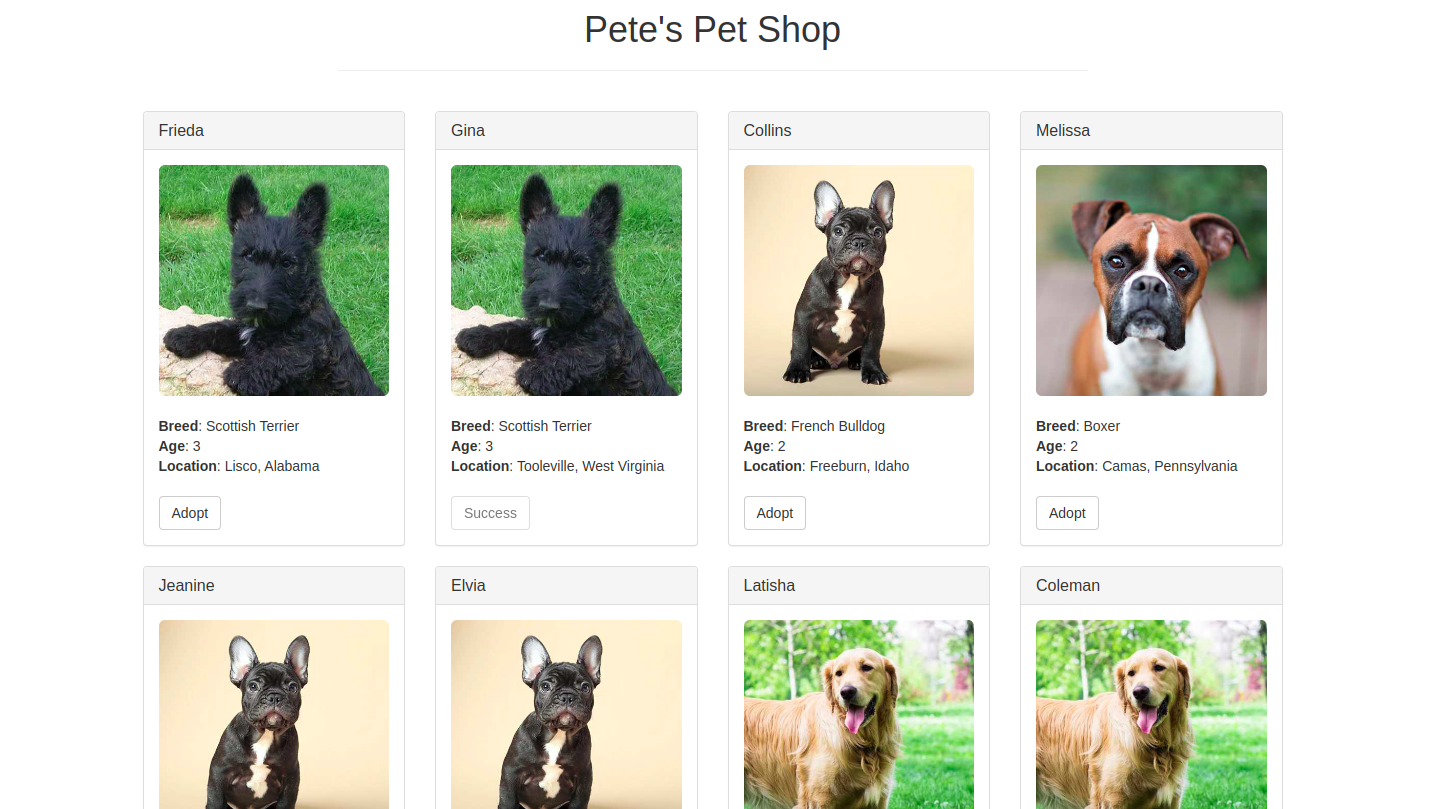 Pete's Pet Shop
Frieda
Breed: Scottish Terrier
Age: 3
Location: Lisco, Alabama
Adopt
Gina
Breed: Scottish Terrier
Age: 3
Location: Tooleville, West Virginia
Success
Collins
Breed: French Bulldog
Age: 2
Location: Freeburn, Idaho
Adopt
Melissa
Breed: Boxer
Age: 2
Location: Camas, Pennsylvania
Adopt
Jeanine
Elvia
Latisha
Coleman